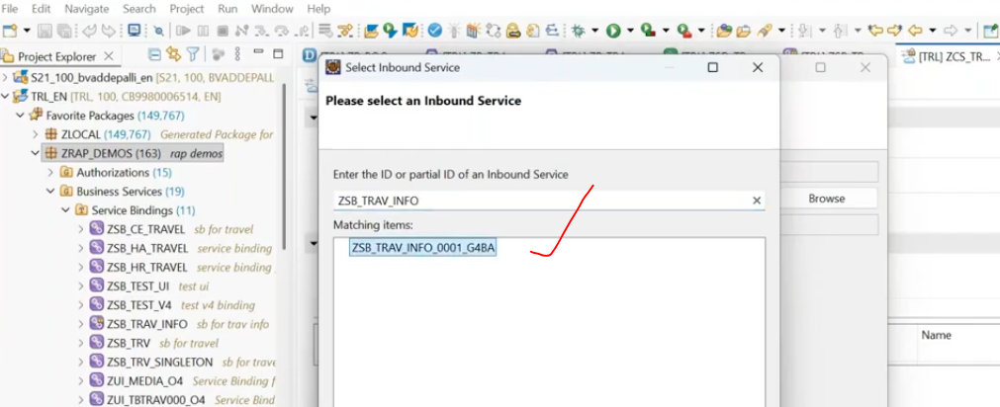 File Edit Navigate Search Project Run Window Help
Project Explorer
S21_100_bvaddepalli_en [S21, 100, BVADDEPALL
TRL_EN [TRL, 100, CB9980006514, EN]
Favorite Packages (149,767)
ZLOCAL (149,767) Generated Package for
ZRAP_DEMOS (163) rap demos
Authorizations (15)
Business Services (19)
Service Bindings (11)
ZSB_CE_TRAVEL sb for travel
ZSB_HA_TRAVEL service binding
ZSB_HR_TRAVEL service binding
ZSB_TEST_UI test ui
ZSB_TEST_V4 test v4 binding
ZSB_TRAV_INFO sb for trav info
ZSB_TRV sb for travel
ZSB_TRV_SINGLETON sb for trave
ZUI_MEDIA_O4 Service Binding f
ZUI_TBTRAV000_O4 Service Bind
[TRL] ZCS_TR...
Select Inbound Service
Please select an Inbound Service
Enter the ID or partial ID of an Inbound Service
ZSB_TRAV_INFO
Matching items:
ZSB_TRAV_INFO_0001_G4BA
Browse
Name